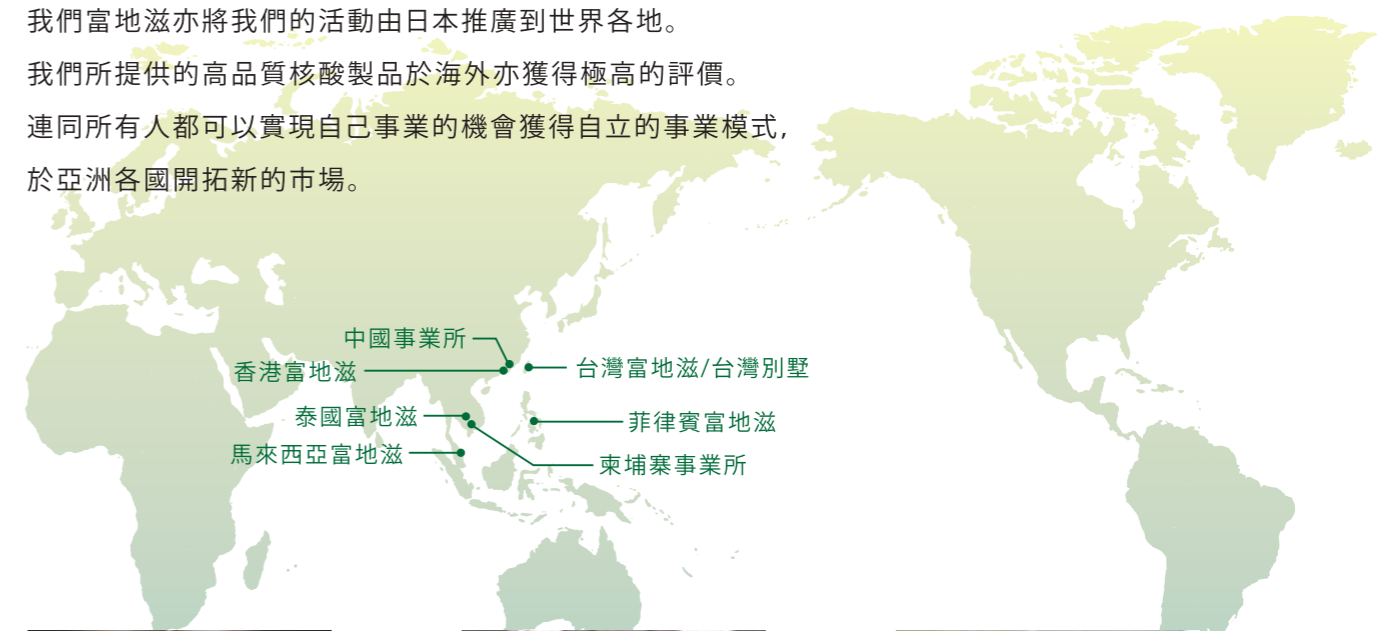 我們富地滋亦將我們的活動由日本推廣到世界各地。
我們所提供的高品質核酸製品於海外亦獲得極高的評價。
連同所有人都可以實現自己事業的機會獲得自立的事業模式,
於亞洲各國開拓新的市場。
中國事業所
香港富地滋
台灣富地滋/台灣別墅
泰國富地滋
菲律賓富地滋
馬來西亞富地滋
柬埔寨事業所